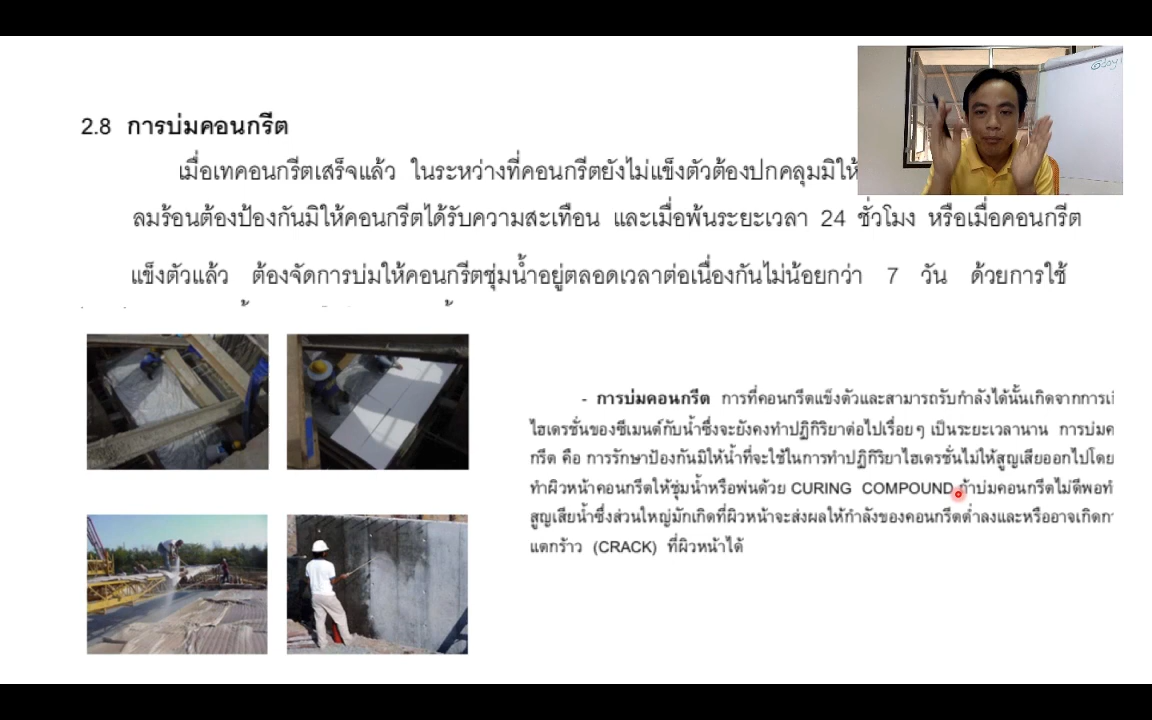 2.8 การบ่มคอนกรีต
เมื่อเทคอนกรีตเสร็จแล้ว ในระหว่างที่คอนกรีตยังไม่แข็งตัวต้องปกคลุมมิให้
ลมร้อนต้องป้องกันมิให้คอนกรีตได้รับความสะเทือน และเมื่อพ้นระยะเวลา 24 ชั่วโมง หรือเมื่อคอนกรีต
แข็งตัวแล้ว ต้องจัดการบ่มให้คอนกรีตชุ่มน้ำอยู่ตลอดเวลาต่อเนื่องกันไม่น้อยกว่า 7 วัน ด้วยการใช้
- การบ่มคอนกรีต การที่คอนกรีตแข็งตัวและสามารถรับกำลังได้นั้นเกิดจากการ
ไฮเดรชั่นของซีเมนต์กับน้ำซึ่งจะยังคงทำปฏิกิริยาต่อไปเรื่อยๆ เป็นระยะเวลานาน การบ่มค
กรีต คือ การรักษาป้องกันมิให้น้ำที่จะใช้ในการทำปฏิกิริยาไฮเดรชั่นไม่ให้สูญเสียออกไปโดย
ทำผิวหน้าคอนกรีตให้ชุ่มน้ำหรือพ่นด้วย CURING COMPOUND ถ้าบ่มคอนกรีตไม่ดีพอ
สูญเสียน้ำซึ่งส่วนใหญ่มักเกิดที่ผิวหน้าจะส่งผลให้กำลังของคอนกรีตต่ำลงและหรืออาจเกิดกา
แตกร้าว (CRACK) ที่ผิวหน้าได้